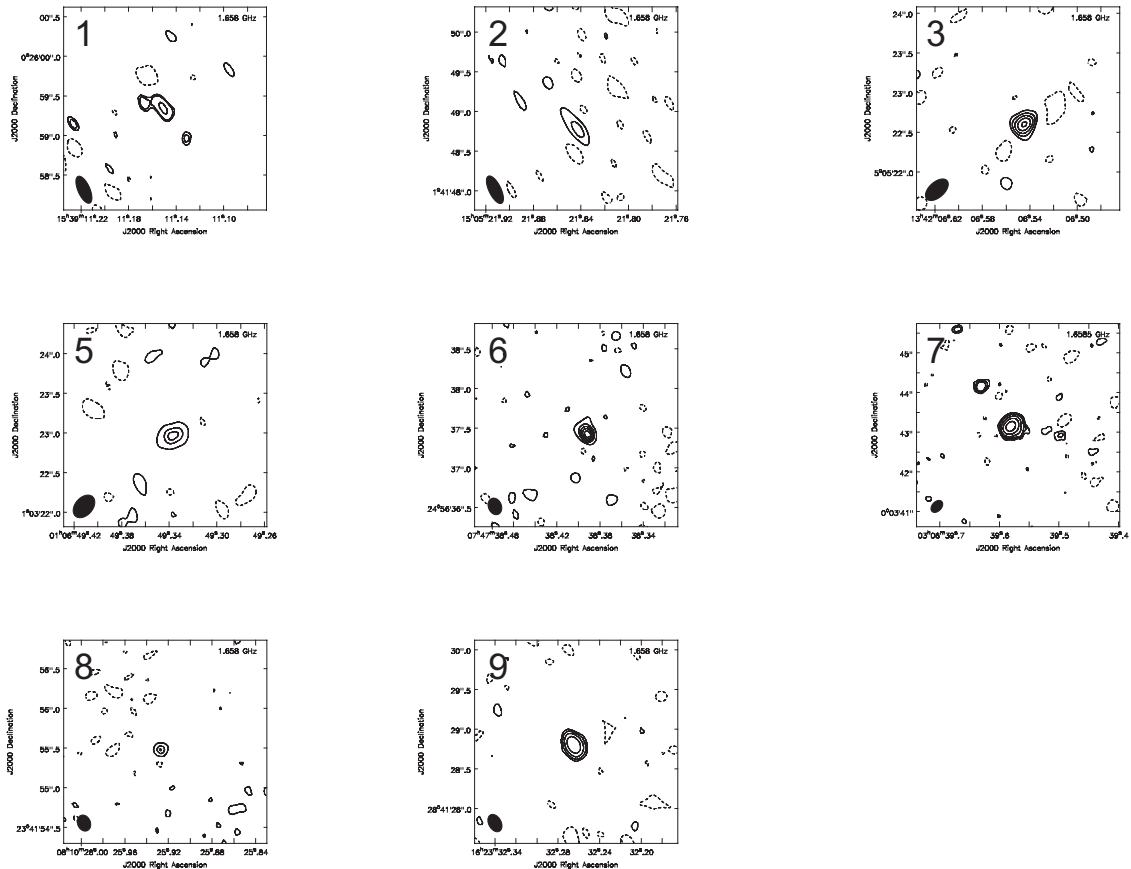 1
1.658 GHz
00".5
0°26'00".0
59".5
59".0
58".5
15ʰ39ᵐ11ˢ.22
11ˢ.18
11ˢ.14
11ˢ.10
J2000 Declination
J2000 Right Ascension
2
1.658 GHz
50".0
49".5
49".0
48".5
1°41'48".0
15ʰ05ᵐ21ˢ.92
21ˢ.88
21ˢ.84
21ˢ.80
21ˢ.76
J2000 Declination
J2000 Right Ascension
3
1.658 GHz
24".0
23".5
23".0
22".5
5°05'22".0
13ʰ42ᵐ08ˢ.62
08ˢ.58
08ˢ.54
08ˢ.50
J2000 Declination
J2000 Right Ascension
5
1.658 GHz
24".0
23".5
23".0
22".5
1°03'22".0
01ʰ06ᵐ49ˢ.42
49ˢ.38
49ˢ.34
49ˢ.30
49ˢ.26
J2000 Declination
J2000 Right Ascension
6
1.658 GHz
38".5
38".0
37".5
37".0
24°56'36".5
38ˢ.36
38ˢ.34
J2000 Declination
J2000 Right Ascension
7
1.6585 GHz
45"
44"
43"
42"
0°03'41"
03ʰ06ᵐ39ˢ.7
39ˢ.6
39ˢ.5
39ˢ.4
J2000 Declination
J2000 Right Ascension
8
1.658 GHz
56".5
56".0
55".5
55".0
23°41'54".5
08ʰ10ᵐ26ˢ.00
25ˢ.96
25ˢ.92
25ˢ.88
25ˢ.84
J2000 Declination
J2000 Right Ascension
9
1.658 GHz
30".0
29".5
29".0
28".5
28°41'28".0
16ʰ23ᵐ32ˢ.34
32ˢ.28
32ˢ.24
32ˢ.20
J2000 Declination
J2000 Right Ascension